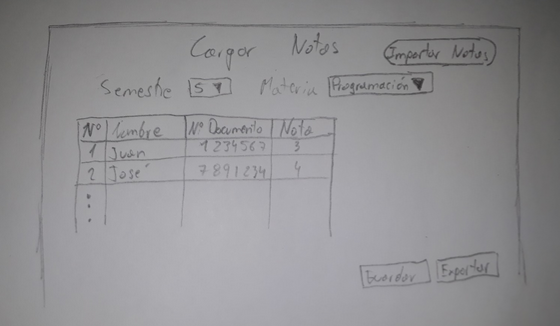 Cargar Notas
Importar Notas
Semestre 5 Materia Programación
Nº Nombre Nº Documento Nota
1 Juan 1234567 3
2 José 7891234 4
Guardar Exportar